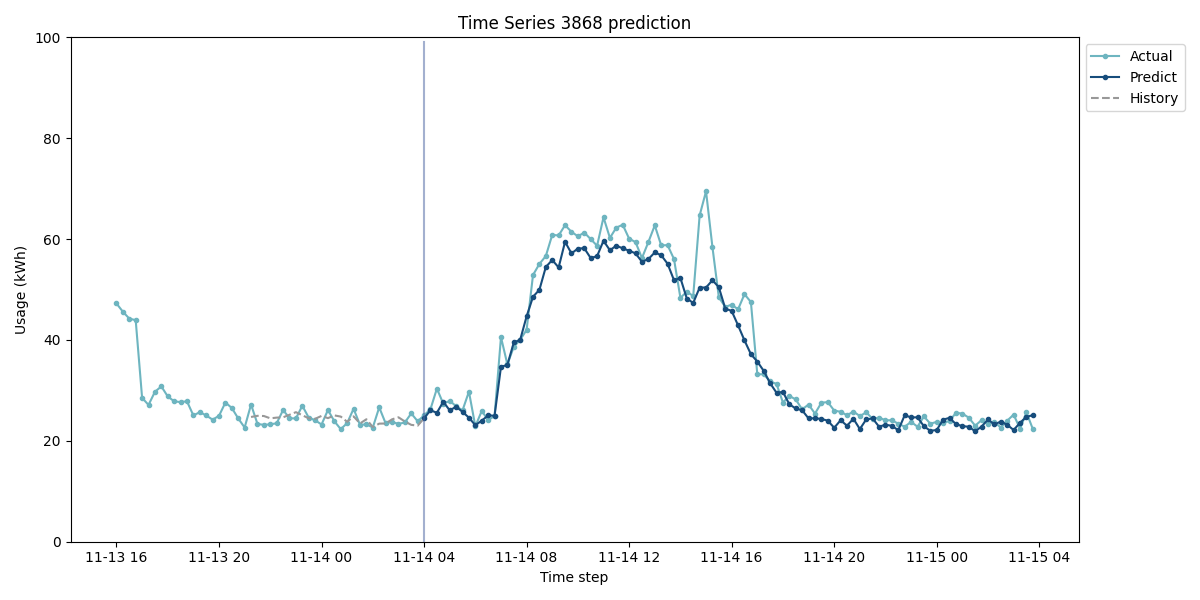 Time Series 3868 prediction
100
80
60
40
20
0
Usage (kWh)
11-13 16
11-13 20
11-14 00
11-14 04
11-14 08
11-14 12
11-14 16
11-14 20
11-15 00
11-15 04
Time step
Actual
Predict
History